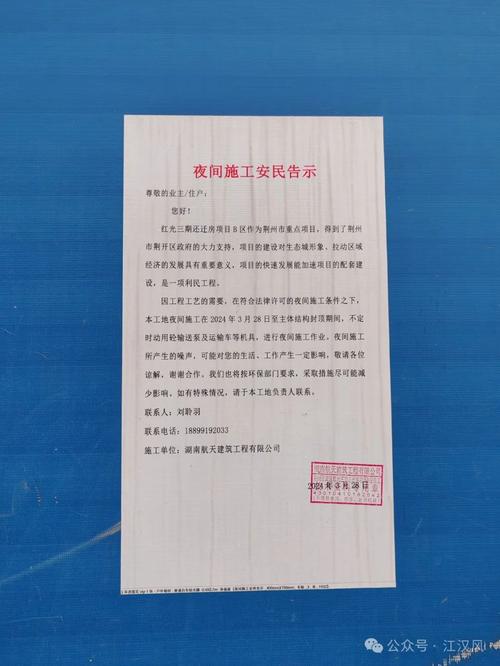 夜间施工安民告示
尊敬的业主/住户：
您好！
红光三期还迁房项目B区作为荆州市重点项目，得到了荆州
市荆开区政府的大力支持，项目的建设对生态城形象、拉动区域
经济的发展具有重要意义，项目的快速发展能加速项目的配套建
设，是一项利民工程。
因工程工艺的需要，在符合法律许可的夜间施工条件之下，
本工地夜间施工在2024年3月28日至主体结构封顶期间，不定
时动用砼输送泵及运输车等机具，进行夜间施工作业。夜间施工
所产生的噪声，可能对您的生活、工作产生一定影响，敬请各位
谅解，谢谢合作。我们也将按环保部门要求，采取措施尽可能减
少影响。如有特殊情况，请于本工地负责人联系。
联系人：刘聆羽
联系电话：18899192033
施工单位：湖南航天建筑工程有限公司
湖南航天建筑工程有限公司
2024年3月28日
公众号·江汉风